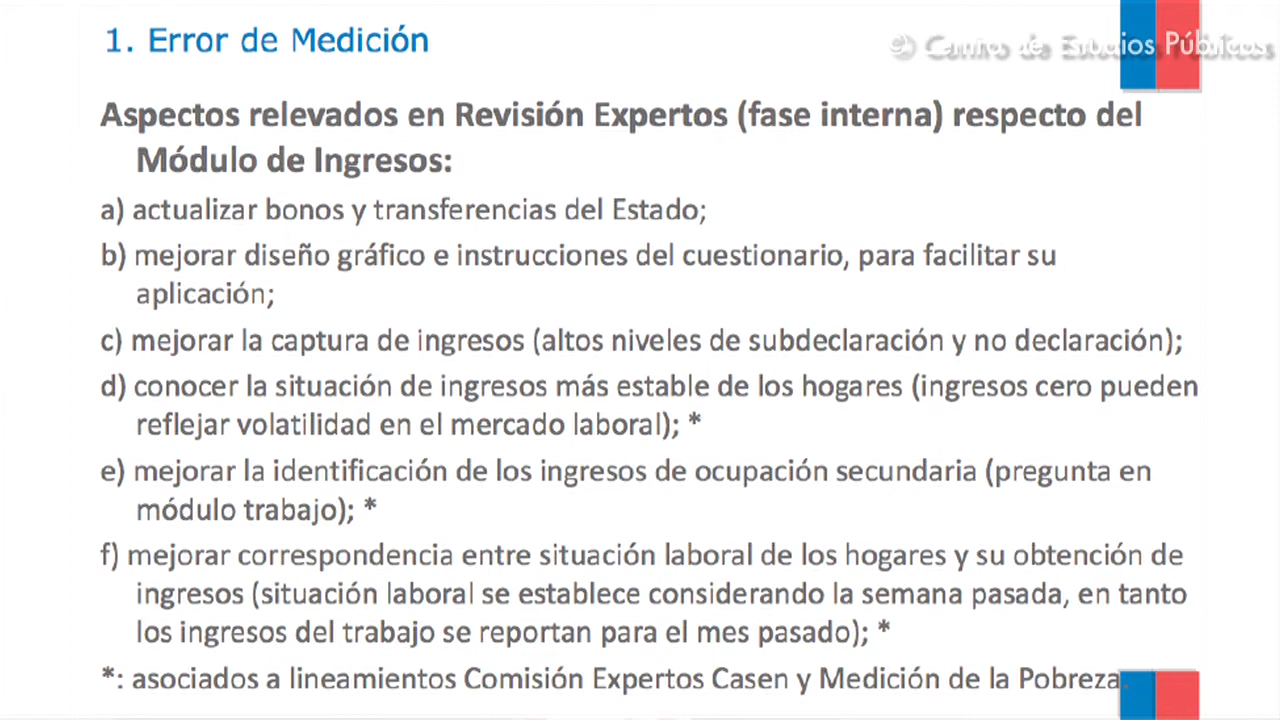 1. Error de Medición
© Centro de Estudios Públicos
Aspectos relevados en Revisión Expertos (fase interna) respecto del
Módulo de Ingresos:
a) actualizar bonos y transferencias del Estado;
b) mejorar diseño gráfico e instrucciones del cuestionario, para facilitar su
aplicación;
c) mejorar la captura de ingresos (altos niveles de subdeclaración y no declaración);
d) conocer la situación de ingresos más estable de los hogares (ingresos cero pueden
reflejar volatilidad en el mercado laboral); *
e) mejorar la identificación de los ingresos de ocupación secundaria (pregunta en
módulo trabajo); *
f) mejorar correspondencia entre situación laboral de los hogares y su obtención de
ingresos (situación laboral se establece considerando la semana pasada, en tanto
los ingresos del trabajo se reportan para el mes pasado); *
*: asociados a lineamientos Comisión Expertos Casen y Medición de la Pobreza.